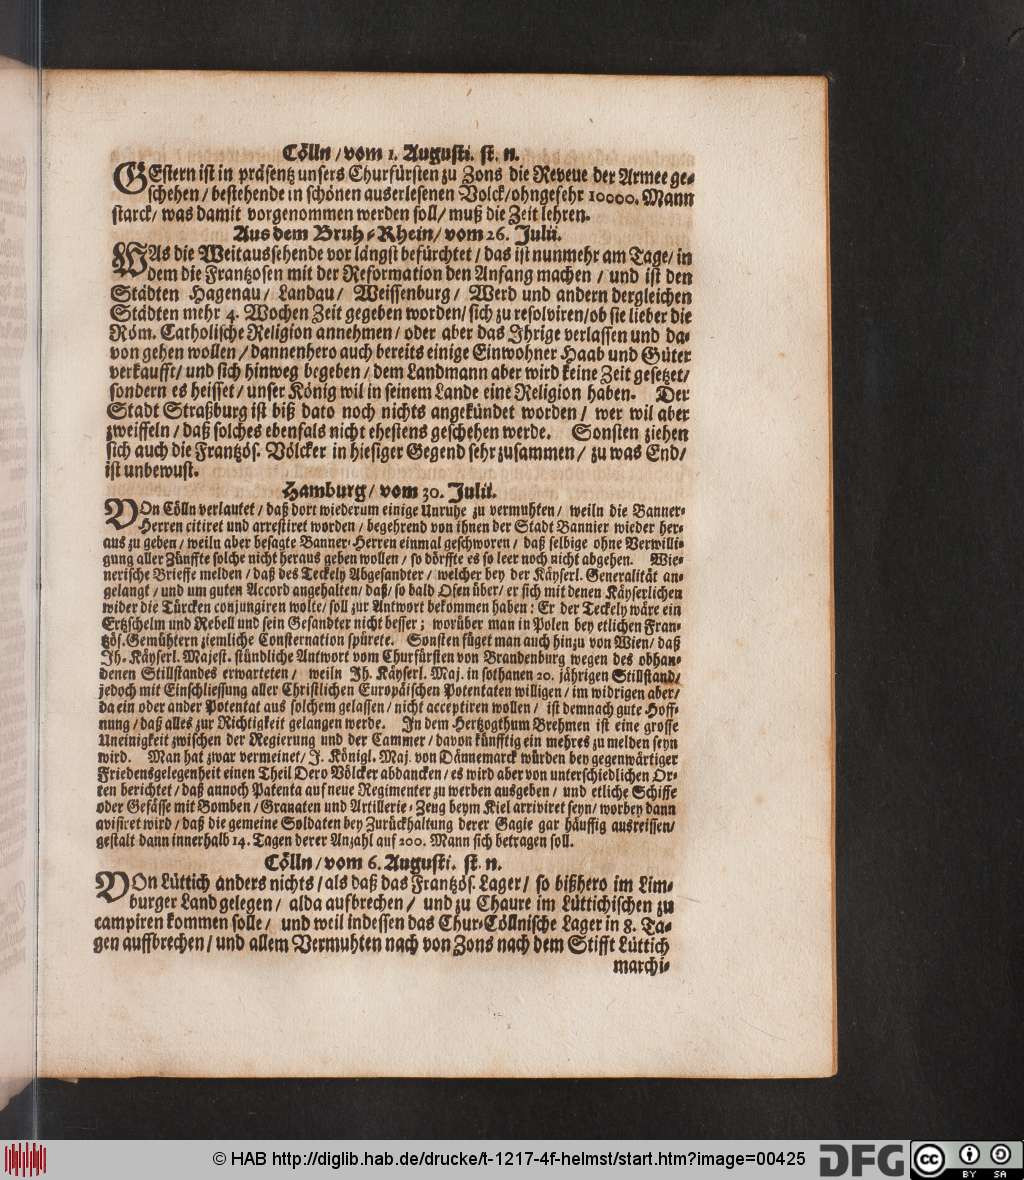 Cölln / vom 1. Augusti. st. n.
GEstern ist in präsentz unsers Churfürsten zu Zons die Reveue der Armee ge-
schehen / bestehende in schönen auserlesenen Volck / ohngefehr 10000. Mann
starck / was damit vorgenommen werden soll / muß die Zeit lehren.
Aus dem Bruh-Rhein / vom 26. Julii.
WAs die Weitaussehende vor längst befürchtet / das ist nunmehr am Tage / in
dem die Frantzosen mit der Reformation den Anfang machen / und ist den
Städten Hagenau / Landau / Weissenburg / Werd und andern dergleichen
Städten mehr 4. Wochen Zeit gegeben worden / sich zu resolviren / ob sie lieber die
Röm. Catholische Religion annehmen / oder aber das Ihrige verlassen und da-
von gehen wollen / dannenhero auch bereits einige Einwohner Haab und Güter
verkaufft / und sich hinweg begeben / dem Landmann aber wird keine Zeit gesetzet /
sondern es heisset / unser König wil in seinem Lande eine Religion haben. Der
Stadt Straßburg ist biß dato noch nichts angekündet worden / wer wil aber
zweiffeln / daß solches ebenfals nicht ehestens geschehen werde. Sonsten ziehen
sich auch die Frantzös. Völcker in hiesiger Gegend sehr zusammen / zu was End /
ist unbewust.
Hamburg / vom 30. Julii.
VOn Cölln verlautet / daß dort wiederum einige Unruhe zu vermuhten / weiln die Banner-
Herren citiret und arrestiret worden / begehrend von ihnen der Stadt Bannier wieder her-
aus zu geben / weiln aber besagte Banner-Herren einmal geschworen / daß selbige ohne Verwilli-
gung aller Zünffte solche nicht heraus geben wollen / so dörffte es so leer noch nicht abgehen. Wie-
nerische Brieffe melden / daß des Teckely Abgesandter / welcher bey der Käyserl. Generalität an-
gelangt / und um guten Accord angehalten / daß / so bald Ofen über / er sich mit denen Käyserlichen
wider die Türcken conjungiren wolte / soll zur Antwort bekommen haben : Er der Teckely wäre ein
Ertzschelm und Rebell und sein Gesandter nicht besser ; worüber man in Polen bey etlichen Fran-
tzös. Gemühtern ziemliche Consternation spürete. Sonsten füget man auch hinzu von Wien / daß
Ih. Käyserl. Majest. stündliche Antwort vom Churfürsten von Brandenburg wegen des obhan-
denen Stillstandes erwarteten / weiln Ih. Käyserl. Maj. in sothanen 20. jährigen Stillstand /
jedoch mit Einschliessung aller Christlichen Europäischen Potentaten willigen / im widrigen aber /
da ein oder ander Potentat aus solchem gelassen / nicht acceptiren wollen / ist demnach gute Hoff-
nung / daß alles zur Richtigkeit gelangen werde. In dem Hertzogthum Brehmen ist eine grosse
Uneinigkeit zwischen der Regierung und der Cammer / davon künfftig ein mehres zu melden seyn
wird. Man hat zwar vermeinet / J. Königl. Maj. von Dännemarck würden bey gegenwärtiger
Friedensgelegenheit einen Theil Dero Völcker abdancken / es wird aber von unterschiedlichen Or-
ten berichtet / daß annoch Patenta auf neue Regimenter zu werben ausgeben / und etliche Schiffe
oder Gefässe mit Bomben / Granaten und Artillerie-Zeug beym Kiel arriviret seyn / worbey dann
avisiret wird / daß die gemeine Soldaten bey Zurückhaltung derer Gagie gar häuffig ausreissen /
gestalt dann innerhalb 14. Tagen derer Anzahl auf 200. Mann sich betragen soll.
Cölln / vom 6. Augusti. st. n.
VOn Lüttich anders nichts / als daß das Frantzös. Lager / so bißhero im Lim-
burger Land gelegen / alda aufbrechen / und zu Chaure im Lüttichischen zu
campiren kommen solle / und weil indessen das Chur-Cöllnische Lager in 8. Ta-
gen auffbrechen / und allem Vermuhten nach von Zons nach dem Stifft Lüttich
marchi-
© HAB http://diglib.hab.de/drucke/t-1217-4f-helmst/start.htm?image=00425
DFG
cc BY SA